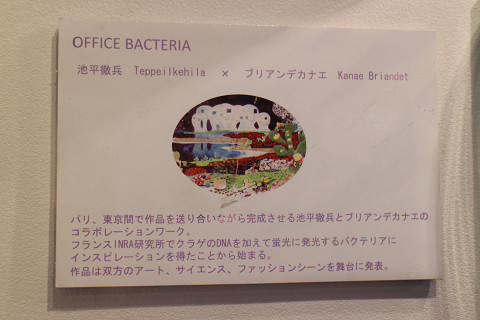 OFFICE BACTERIA
池平徹兵 TeppeiIkehila × ブリアンデカナエ Kanae Briandet
パリ、東京間で作品を送り合いながら完成させる池平徹兵とブリアンデカナエの
コラボレーションワーク。
フランスINRA研究所でクラゲのDNAを加えて蛍光に発光するバクテリアに
インスピレーションを得たことから始まる。
作品は双方のアート、サイエンス、ファッションシーンを舞台に発表。